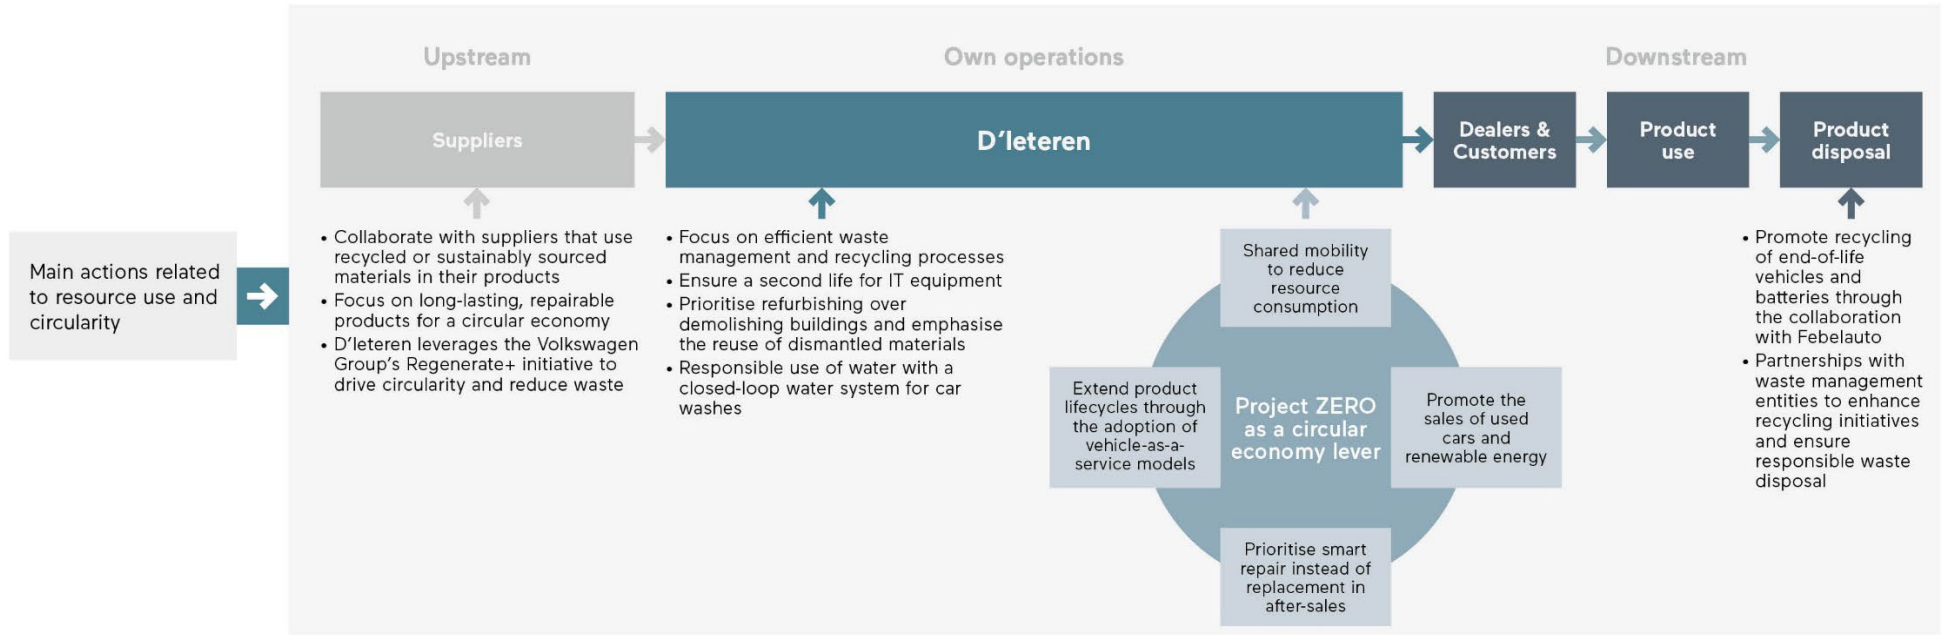 Upstream
Own operations
Downstream
Suppliers
D’Ieteren
Dealers &
Customers
Product
use
Product
disposal
Main actions related
to resource use and
circularity
• Collaborate with suppliers that use
recycled or sustainably sourced
materials in their products
• Focus on long-lasting, repairable
products for a circular economy
• D’Ieteren leverages the Volkswagen
Group’s Regenerate+ initiative to
drive circularity and reduce waste
• Focus on efficient waste
management and recycling processes
• Ensure a second life for IT equipment
• Prioritise refurbishing over
demolishing buildings and emphasise
the reuse of dismantled materials
• Responsible use of water with a
closed-loop water system for car
washes
Shared mobility
to reduce
resource
consumption
Extend product
lifecycles through
the adoption of
vehicle-as-a-
service models
Project ZERO
as a circular
economy lever
Promote the
sales of used
cars and
renewable energy
Prioritise smart
repair instead of
replacement in
after-sales
• Promote recycling
of end-of-life
vehicles and
batteries through
the collaboration
with Febelauto
• Partnerships with
waste management
entities to enhance
recycling initiatives
and ensure
responsible waste
disposal